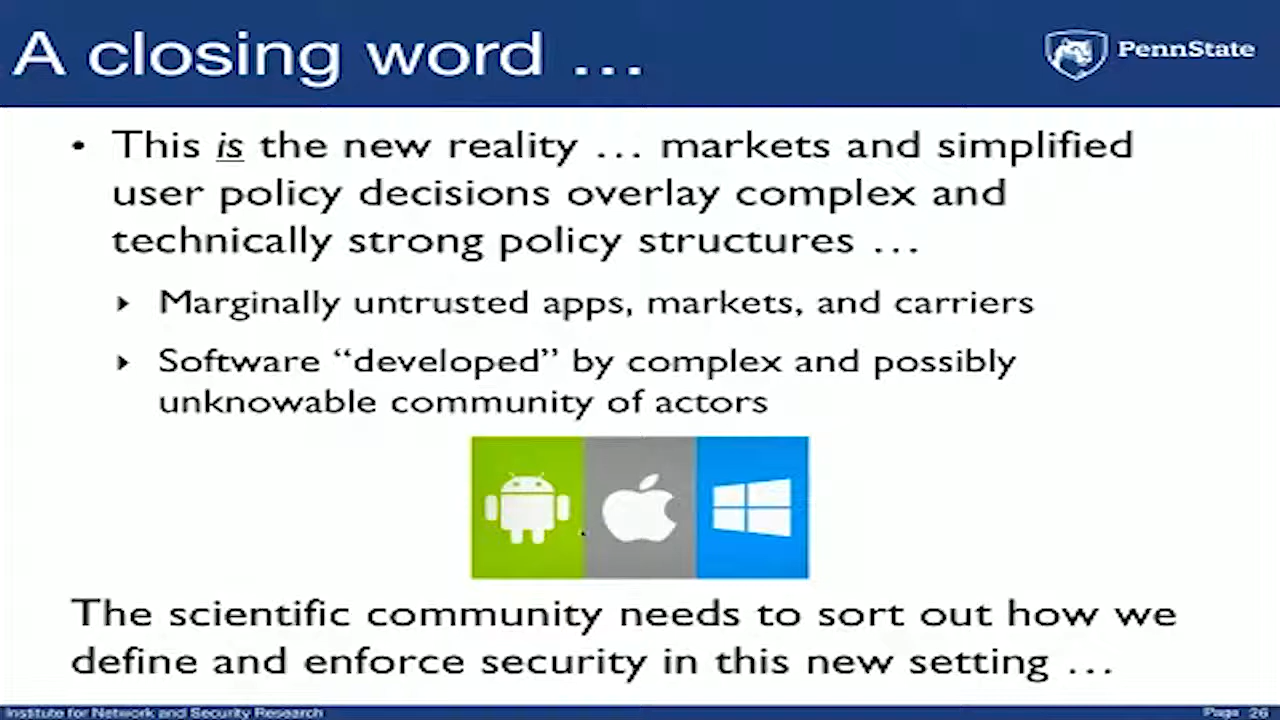 A closing word ...
PennState
• This is the new reality ... markets and simplified
user policy decisions overlay complex and
technically strong policy structures ...
‣ Marginally untrusted apps, markets, and carriers
‣ Software “developed” by complex and possibly
unknowable community of actors
The scientific community needs to sort out how we
define and enforce security in this new setting ...
Institute for Network and Security Research
Page 26